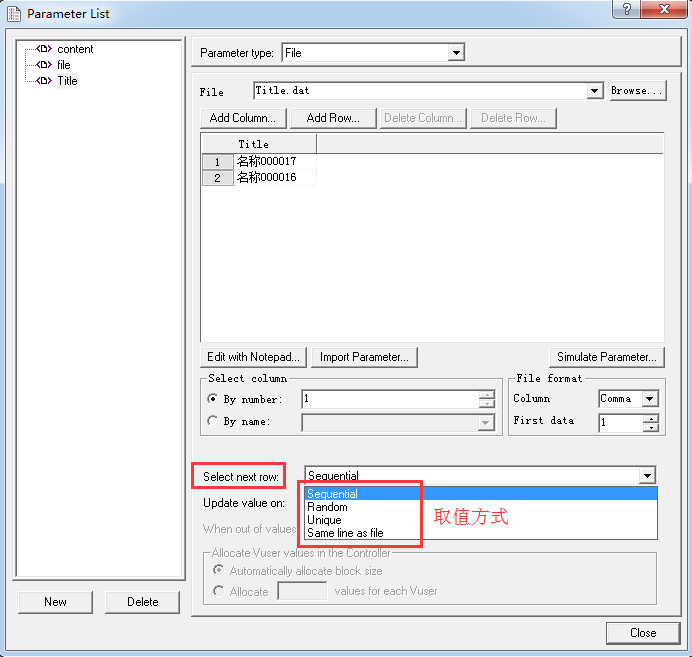 Parameter List
content
file
Title
Parameter type: File
File Title.dat Browse...
Add Column... Add Row... Delete Column... Delete Row...
Title
1 名称000017
2 名称000016
Edit with Notepad... Import Parameter... Simulate Parameter...
Select column File format
By number: 1 Column Comma
By name: First data 1
Select next row: Sequential
Sequential
Update value on:
Random
Unique 取值方式
When out of values
Same line as file
Allocate Vuser values in the Controller
Automatically allocate block size
Allocate values for each Vuser
New Delete
Close